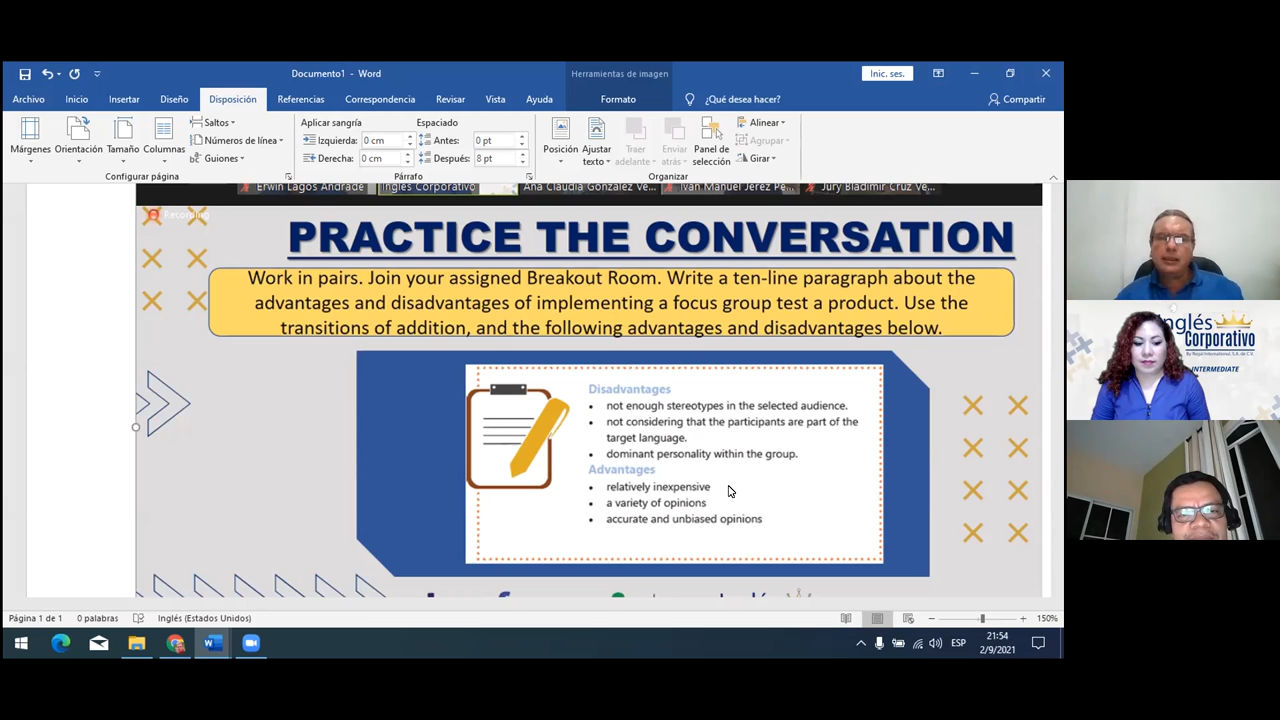 Documento1 - Word
Herramientas de imagen
Inic. ses.
Archivo
Inicio
Insertar
Diseño
Disposición
Referencias
Correspondencia
Revisar
Vista
Ayuda
Formato
¿Qué desea hacer?
Compartir
Márgenes
Orientación
Tamaño
Columnas
Saltos
Números de línea
Guiones
Configurar página
Aplicar sangría
Izquierda: 0 cm
Derecha: 0 cm
Espaciado
Antes: 0 pt
Después: 8 pt
Párrafo
Posición
Ajustar
texto
Traer
adelante
Enviar
atrás
Panel de
selección
Alinear
Agrupar
Girar
Organizar
Erwin Lagos Andrade
Inglés Corporativo
Ana Claudia González Ve...
Ivan Manuel Jerez Pe...
Jury Bladimir Cruz Ve...
Recording
PRACTICE THE CONVERSATION
Work in pairs. Join your assigned Breakout Room. Write a ten-line paragraph about the
advantages and disadvantages of implementing a focus group test a product. Use the
transitions of addition, and the following advantages and disadvantages below.
Disadvantages
• not enough stereotypes in the selected audience.
• not considering that the participants are part of the
target language.
• dominant personality within the group.
Advantages
• relatively inexpensive
• a variety of opinions
• accurate and unbiased opinions
Página 1 de 1
0 palabras
Inglés (Estados Unidos)
150%
ESP
21:54
2/9/2021
Inglés
Corporativo
By Regal International, S.A. de C.V.
INTERMEDIATE